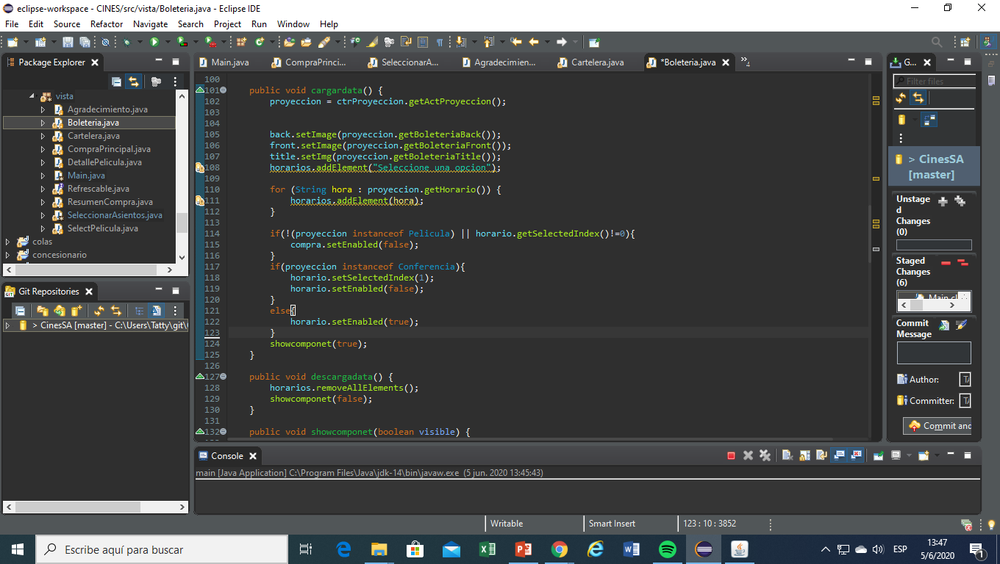 eclipse-workspace - CINES/src/vista/Boleteria.java - Eclipse IDE
File Edit Source Refactor Navigate Search Project Run Window Help
Package Explorer
vista
Agradecimiento.java
Boleteria.java
Cartelera.java
CompraPrincipal.java
DetallePelicula.java
Main.java
Refrescable.java
ResumenCompra.java
SeleccionarAsientos.java
SelectPelicula.java
colas
concesionario
Git Repositories
> CinesSA [master] - C:\Users\Tatty\git\
Main.java CompraPrinci... SeleccionarA... Agradecimien... Cartelera.java *Boleteria.java »4
100
101 public void cargardata() {
102 proyeccion = ctrProyeccion.getActProyeccion();
103
104
105 back.setImage(proyeccion.getBoleteriaBack());
106 front.setImage(proyeccion.getBoleteriaFront());
107 title.setImg(proyeccion.getBoleteriaTitle());
108 horarios.addElement("Seleccione una opcion");
109
110 for (String hora : proyeccion.getHorario()) {
111 horarios.addElement(hora);
112 }
113
114 if(!(proyeccion instanceof Pelicula) || horario.getSelectedIndex()!=0){
115 compra.setEnabled(false);
116 }
117 if(proyeccion instanceof Conferencia){
118 horario.setSelectedIndex(1);
119 horario.setEnabled(false);
120 }
121 else{
122 horario.setEnabled(true);
123 }
124 showcomponet(true);
125 }
126
127 public void descargadata() {
128 horarios.removeAllElements();
129 showcomponet(false);
130 }
131
132 public void showcomponet(boolean visible) {
G...
Filter files
> CinesSA
[master]
Unstage
d
Changes
(0)
Staged
Changes
(6)
Main.cl
Commit
Message
Author:
Committer:
Commit and
Console
main [Java Application] C:\Program Files\Java\jdk-14\bin\javaw.exe (5 jun. 2020 13:45:43)
Writable Smart Insert 123 : 10 : 3852
Escribe aquí para buscar
ESP
13:47
5/6/2020
1